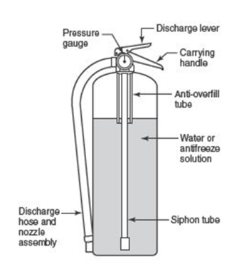 Pressure
gauge
Discharge lever
Carrying
handle
Anti-overfill
tube
Water or
antifreeze
solution
Discharge
hose and
nozzle
assembly
Siphon tube